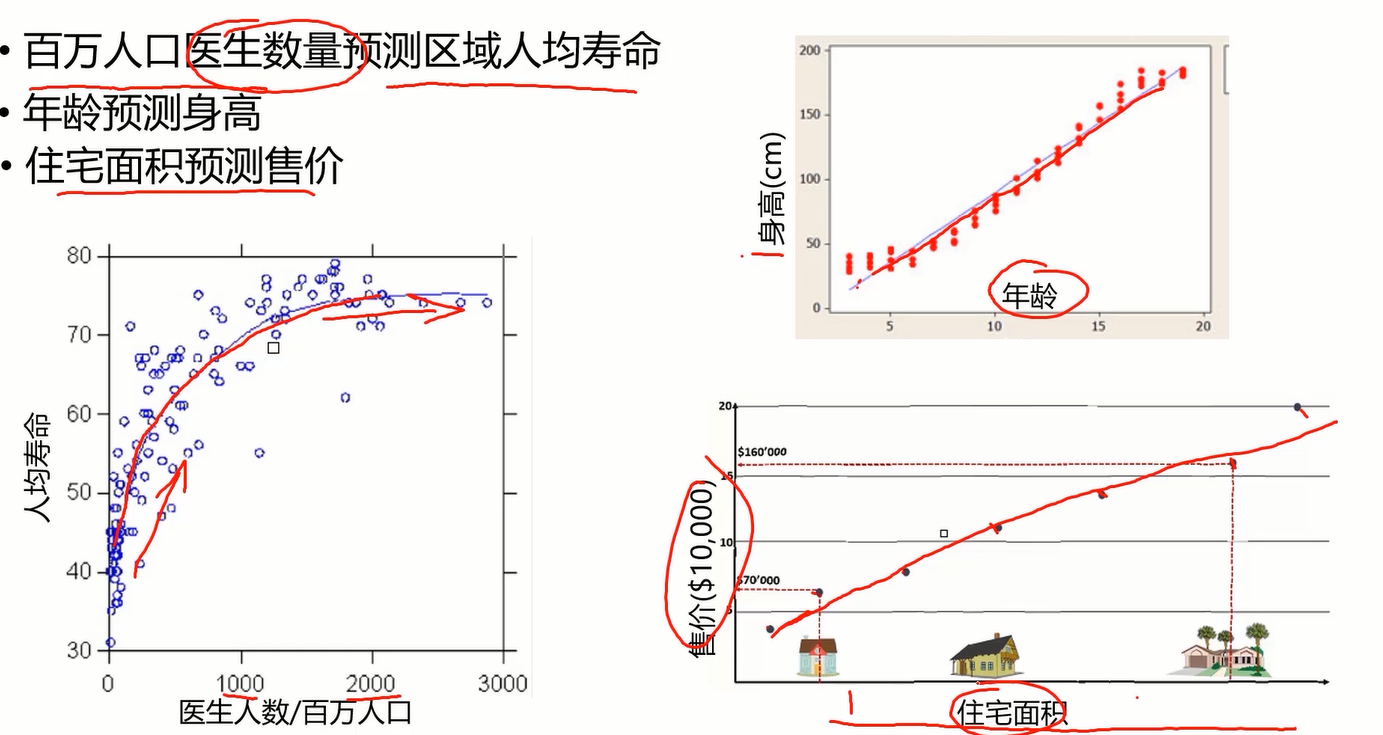 • 百万人口医生数量预测区域人均寿命
• 年龄预测身高
• 住宅面积预测售价
80
70
60
50
40
30
人均寿命
0 1000 2000 3000
医生人数/百万人口
200
150
100
50
0
身高(cm)
年龄
5 10 15 20
20
$160'000
15
售价($10,000)
10
$70'000
5
住宅面积